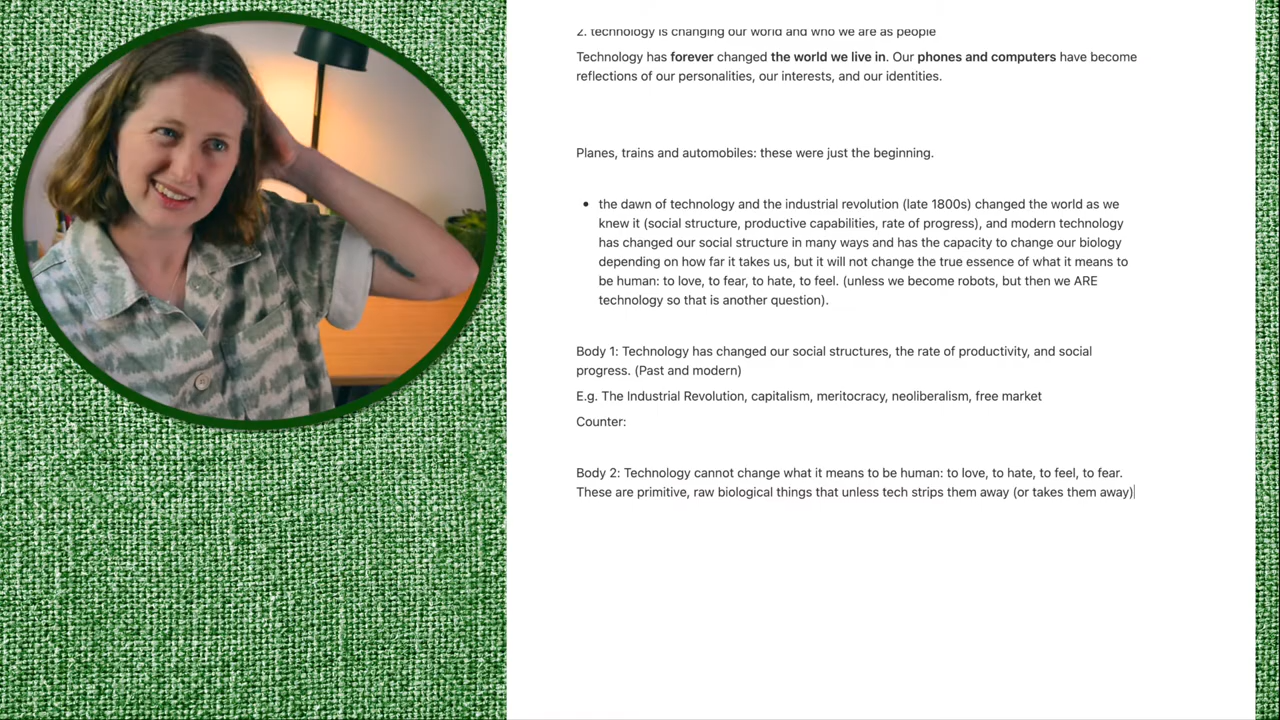 2. technology is changing our world and who we are as people
Technology has forever changed the world we live in. Our phones and computers have become
reflections of our personalities, our interests, and our identities.
Planes, trains and automobiles: these were just the beginning.
• the dawn of technology and the industrial revolution (late 1800s) changed the world as we
knew it (social structure, productive capabilities, rate of progress), and modern technology
has changed our social structure in many ways and has the capacity to change our biology
depending on how far it takes us, but it will not change the true essence of what it means to
be human: to love, to fear, to hate, to feel. (unless we become robots, but then we ARE
technology so that is another question).
Body 1: Technology has changed our social structures, the rate of productivity, and social
progress. (Past and modern)
E.g. The Industrial Revolution, capitalism, meritocracy, neoliberalism, free market
Counter:
Body 2: Technology cannot change what it means to be human: to love, to hate, to feel, to fear.
These are primitive, raw biological things that unless tech strips them away (or takes them away)